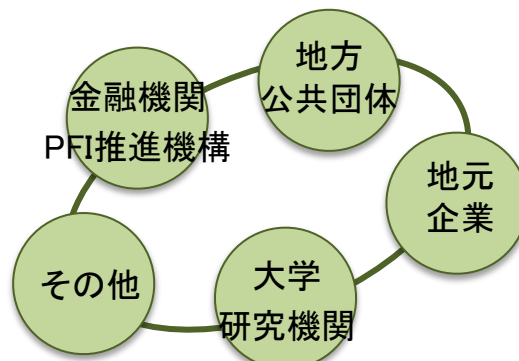 地方
公共団体
金融機関
PFI推進機構
地元
企業
その他
大学
研究機関